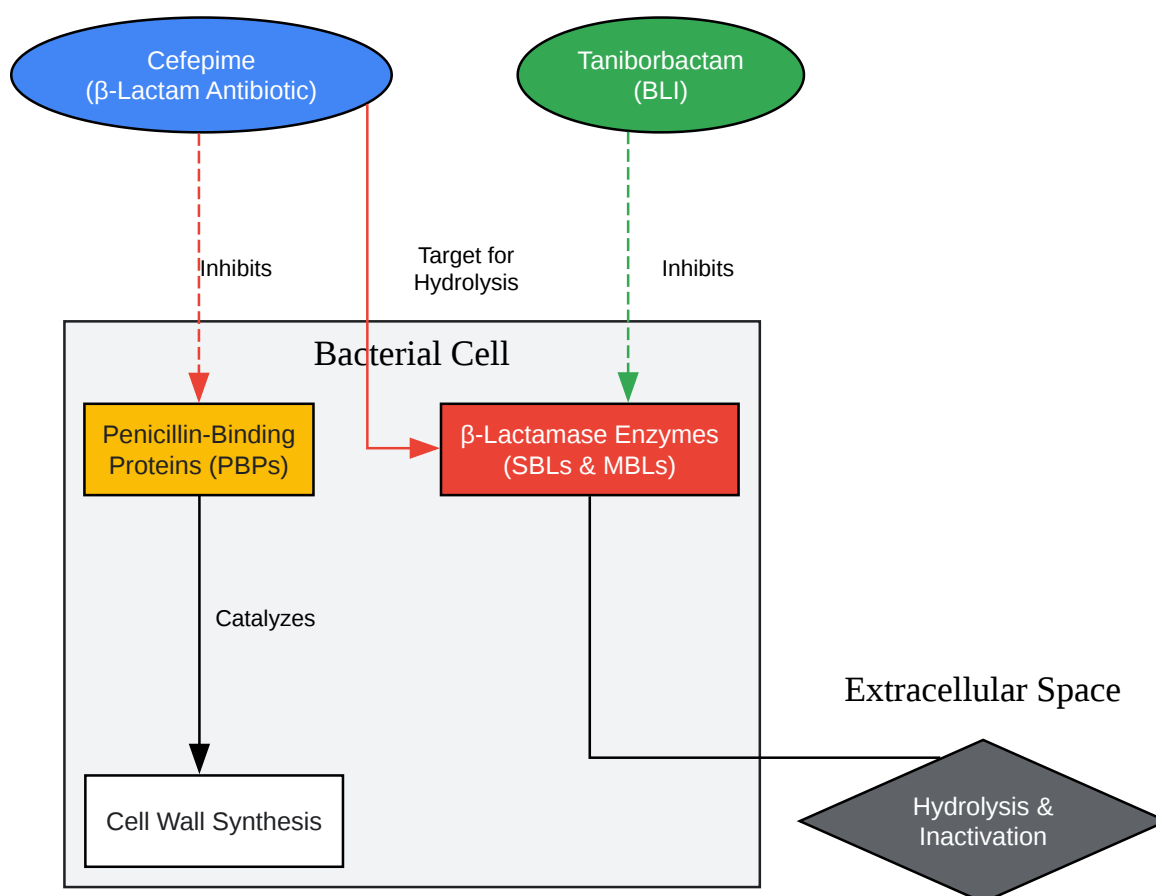 Cefepime
(β-Lactam Antibiotic)
Taniborbactam
(BLI)
Inhibits
Target for
Hydrolysis
Inhibits
Bacterial Cell
Penicillin-Binding
Proteins (PBPs)
β-Lactamase Enzymes
(SBLs & MBLs)
Catalyzes
Extracellular Space
Cell Wall Synthesis
Hydrolysis &
Inactivation